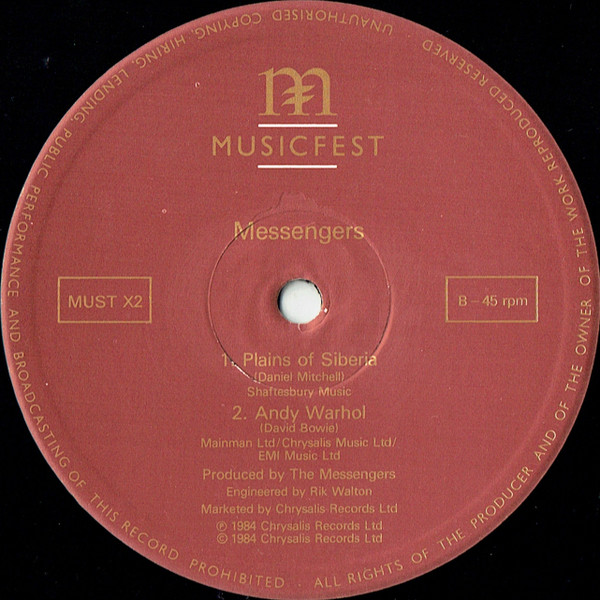 m
MUSICFEST
Messengers
MUST X2
B – 45 rpm
1. Plains of Siberia
(Daniel Mitchell)
Shaftesbury Music
2. Andy Warhol
(David Bowie)
Mainman Ltd/Chrysalis Music Ltd/
EMI Music Ltd
Produced by The Messengers
Engineered by Rik Walton
Marketed by Chrysalis Records Ltd
℗ 1984 Chrysalis Records Ltd
© 1984 Chrysalis Records Ltd
ALL RIGHTS OF THE PRODUCER AND OF THE OWNER OF THE WORK REPRODUCED RESERVED UNAUTHORISED COPYING, HIRING, LENDING, PUBLIC PERFORMANCE AND BROADCASTING OF THIS RECORD PROHIBITED .